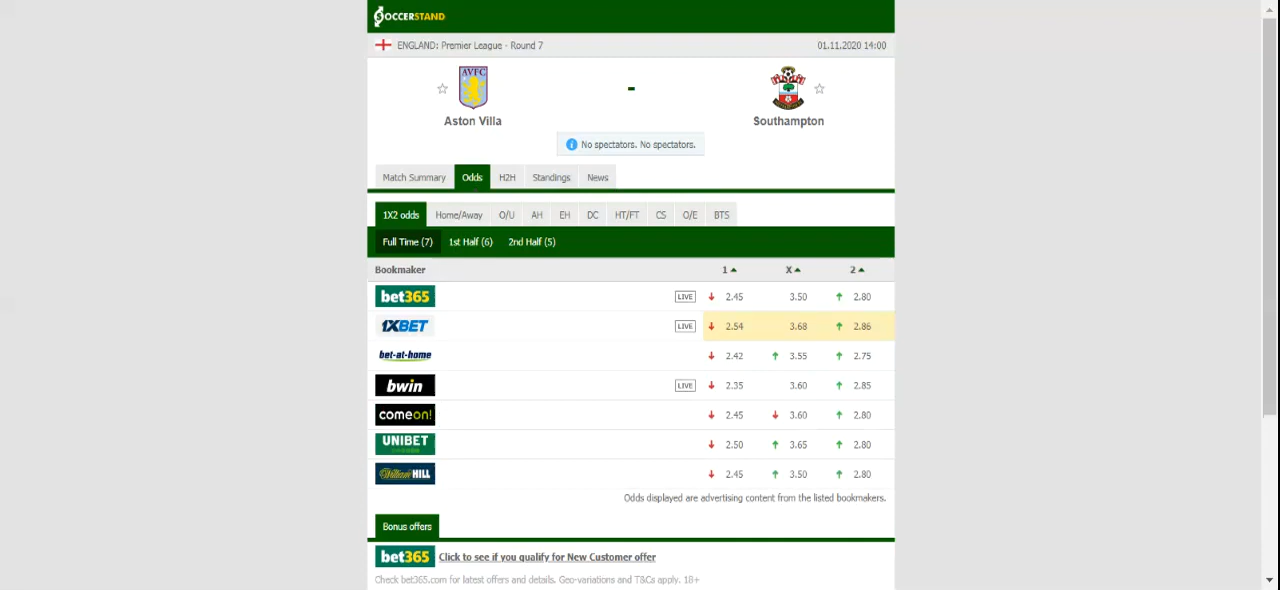 SOCCERSTAND
ENGLAND: Premier League - Round 7 01.11.2020 14:00
AVFC
-
Aston Villa Southampton
No spectators. No spectators.
Match Summary Odds H2H Standings News
1X2 odds Home/Away O/U AH EH DC HT/FT CS O/E BTS
Full Time (7) 1st Half (6) 2nd Half (5)
Bookmaker 1 X 2
bet365 LIVE 2.45 3.50 2.80
1XBET LIVE 2.54 3.68 2.86
bet-at-home 2.42 3.55 2.75
bwin LIVE 2.35 3.60 2.85
comeon! 2.45 3.60 2.80
UNIBET 2.50 3.65 2.80
William HILL 2.45 3.50 2.80
Odds displayed are advertising content from the listed bookmakers.
Bonus offers
bet365 Click to see if you qualify for New Customer offer
Check bet365.com for latest offers and details. Geo-variations and T&Cs apply. 18+